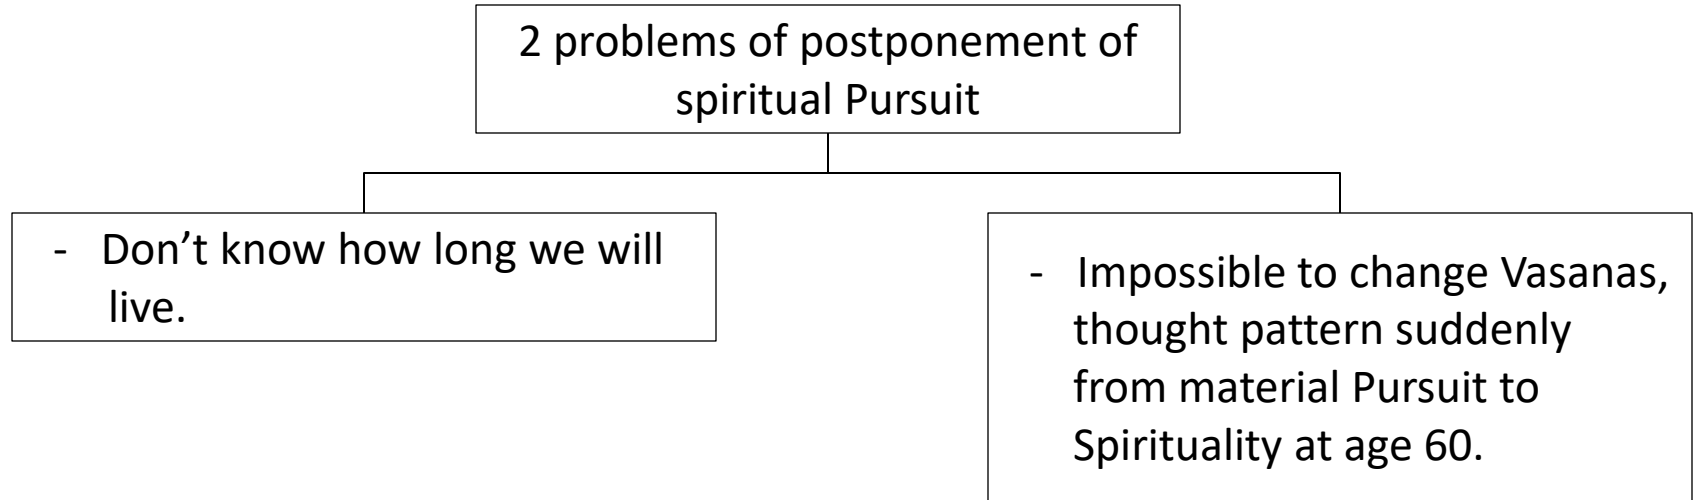 2 problems of postponement of
spiritual Pursuit
- Don’t know how long we will
live.
- Impossible to change Vasanas,
thought pattern suddenly
from material Pursuit to
Spirituality at age 60.